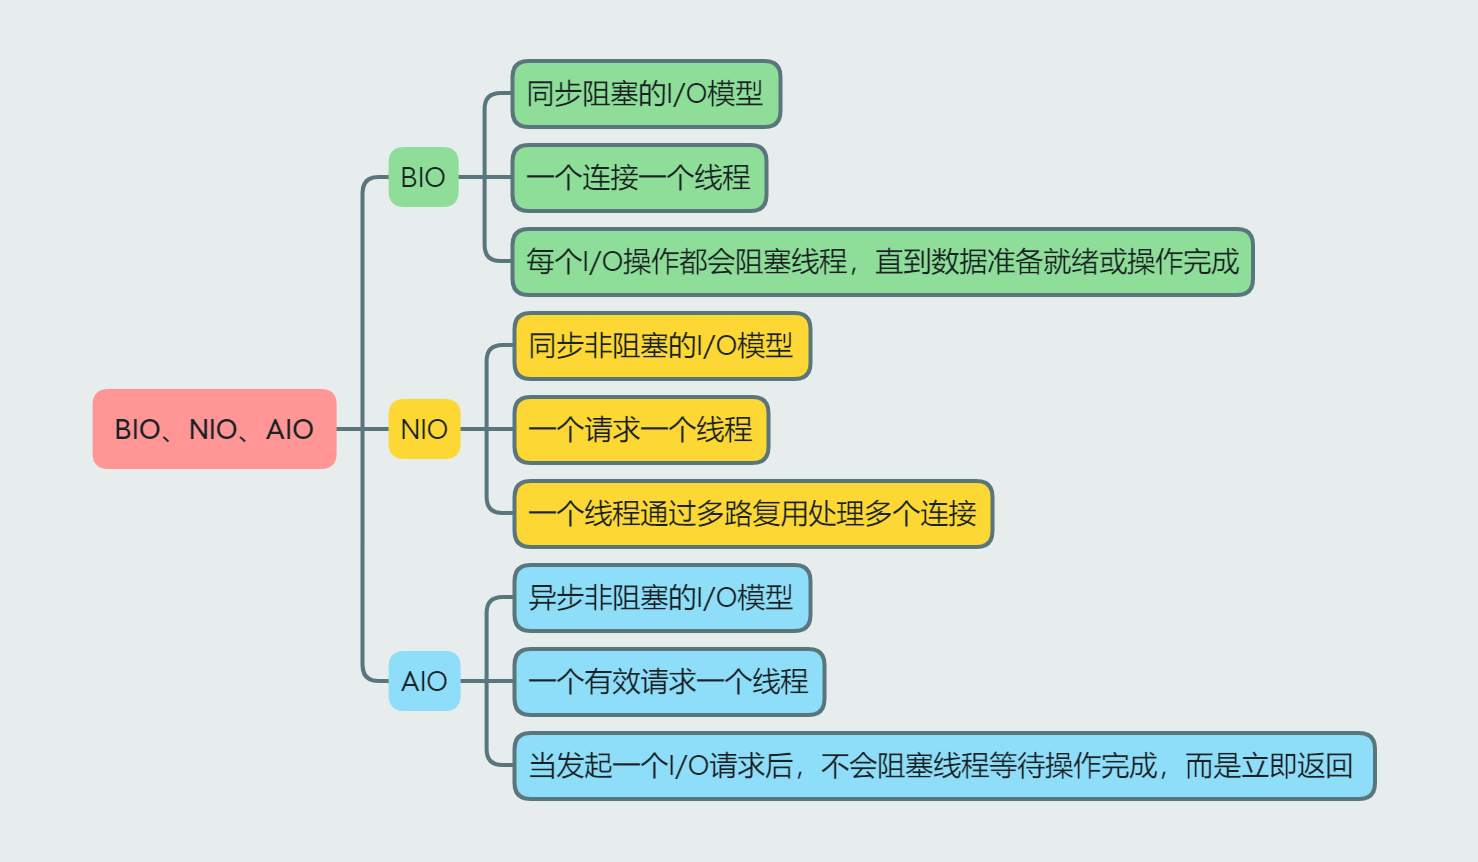 BIO、NIO、AIO
BIO
同步阻塞的I/O模型
一个连接一个线程
每个I/O操作都会阻塞线程，直到数据准备就绪或操作完成
NIO
同步非阻塞的I/O模型
一个请求一个线程
一个线程通过多路复用处理多个连接
AIO
异步非阻塞的I/O模型
一个有效请求一个线程
当发起一个I/O请求后，不会阻塞线程等待操作完成，而是立即返回